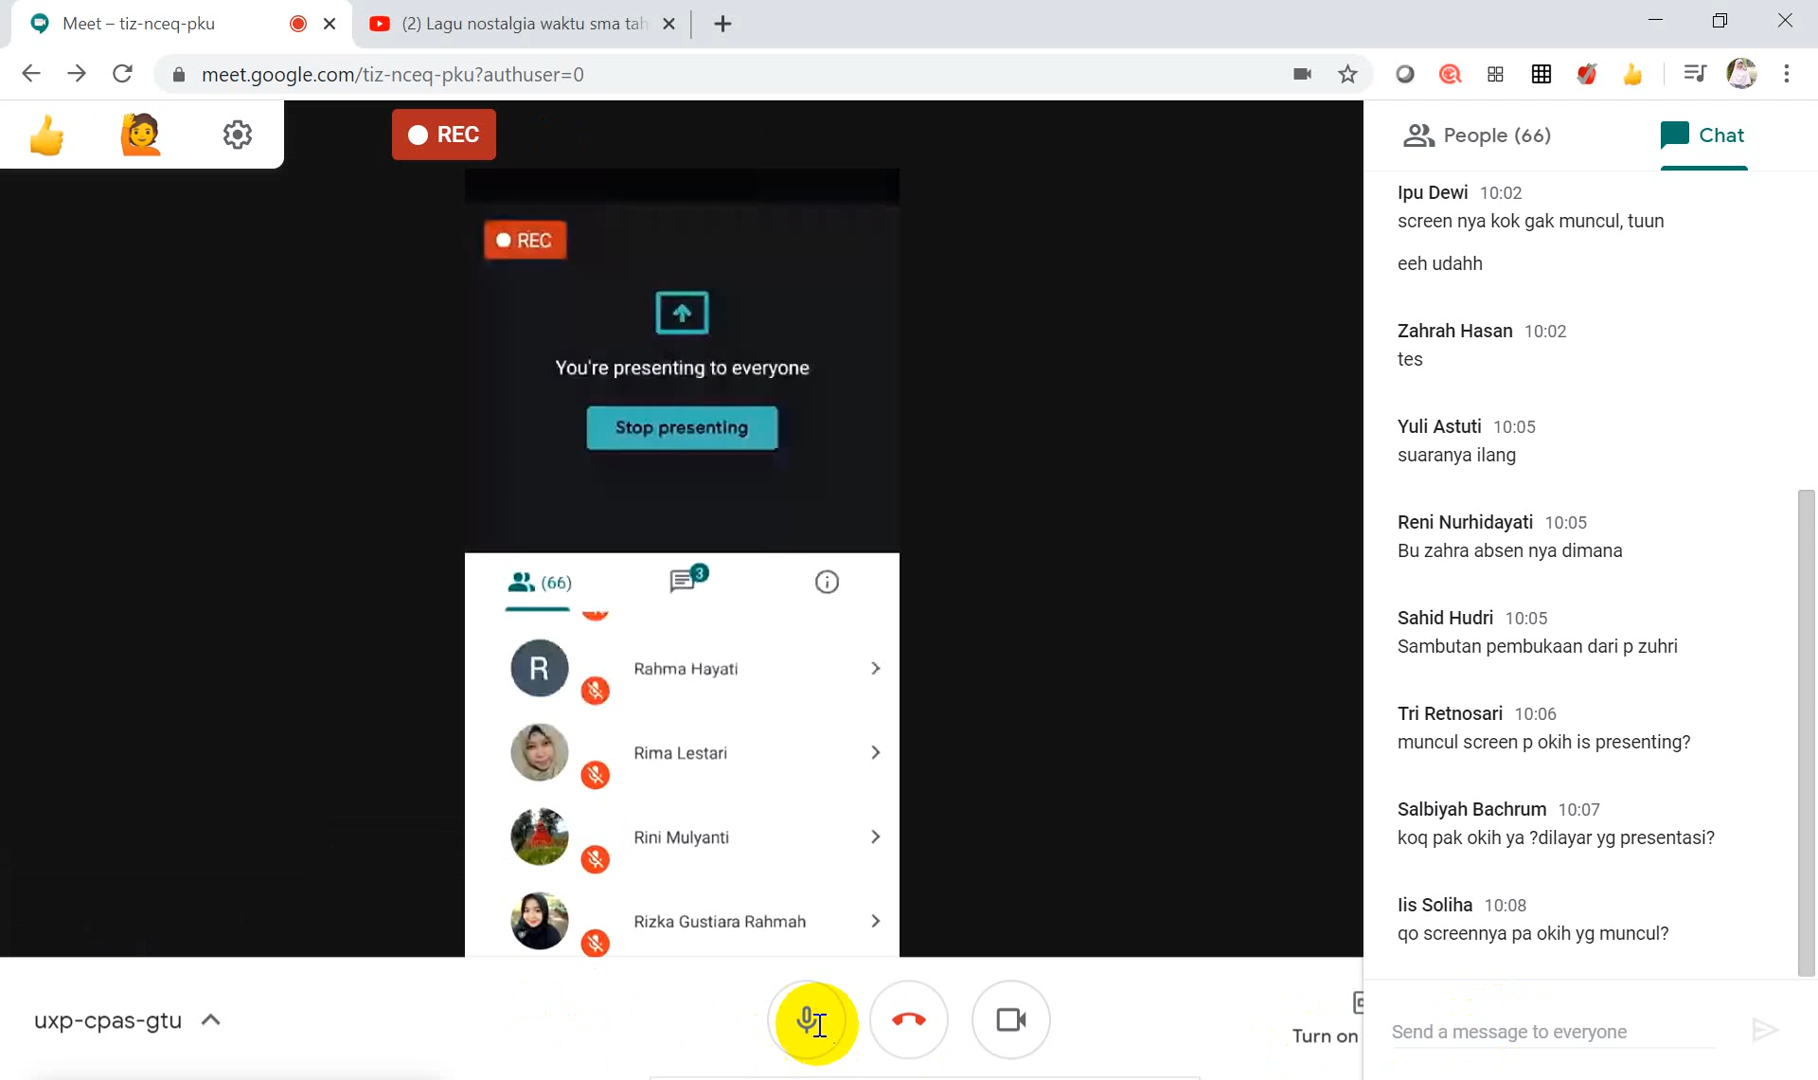 Meet – tiz-nceq-pku
(2) Lagu nostalgia waktu sma tah
meet.google.com/tiz-nceq-pku?authuser=0
REC
People (66)
Chat
REC
You're presenting to everyone
Stop presenting
(66)
3
R
Rahma Hayati
Rima Lestari
Rini Mulyanti
Rizka Gustiara Rahmah
Ipu Dewi 10:02
screen nya kok gak muncul, tuun
eeh udahh
Zahrah Hasan 10:02
tes
Yuli Astuti 10:05
suaranya ilang
Reni Nurhidayati 10:05
Bu zahra absen nya dimana
Sahid Hudri 10:05
Sambutan pembukaan dari p zuhri
Tri Retnosari 10:06
muncul screen p okih is presenting?
Salbiyah Bachrum 10:07
koq pak okih ya ?dilayar yg presentasi?
Iis Soliha 10:08
qo screennya pa okih yg muncul?
uxp-cpas-gtu
Turn on
Send a message to everyone